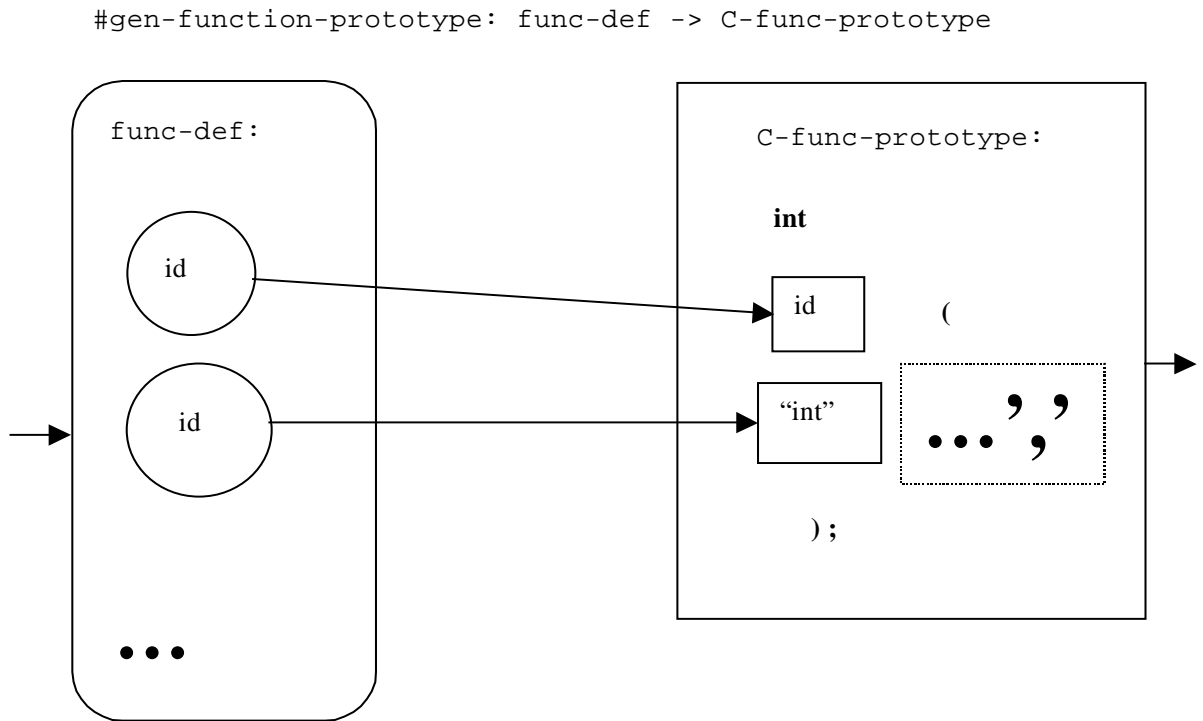 #gen-function-prototype: func-def -> C-func-prototype
func-def:
id
id
...
C-func-prototype:
int
id (
“int” ... ’,’
) ;